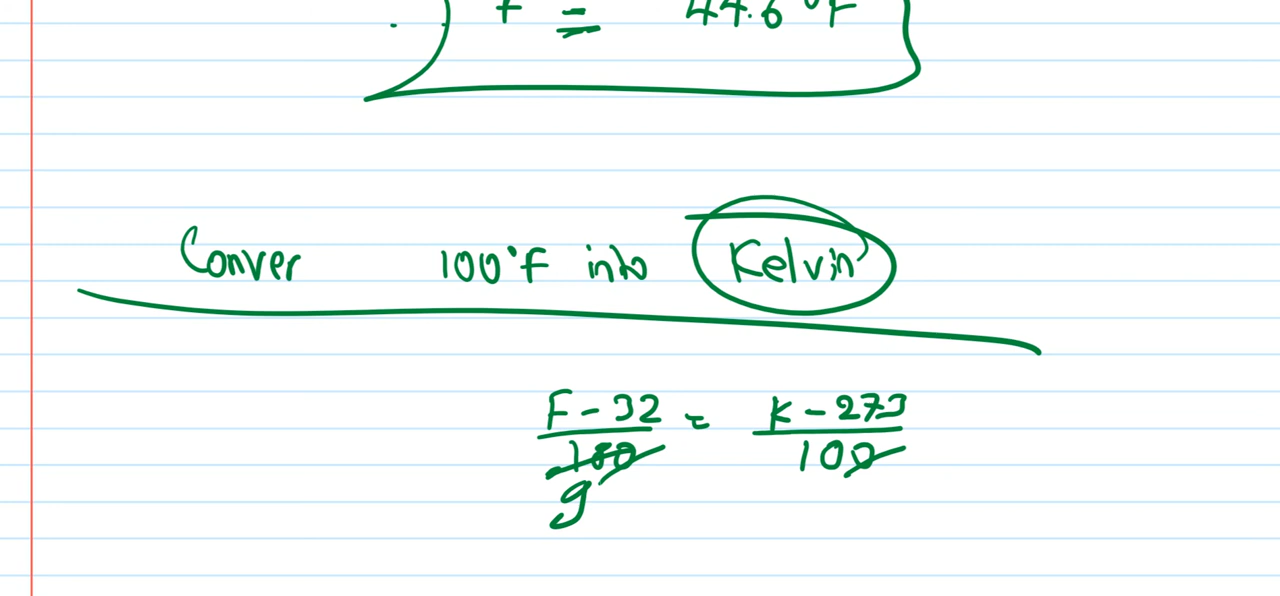 F = 44.6°F
Conver 100°F into Kelvin
F - 32 = K - 273
180 100
9